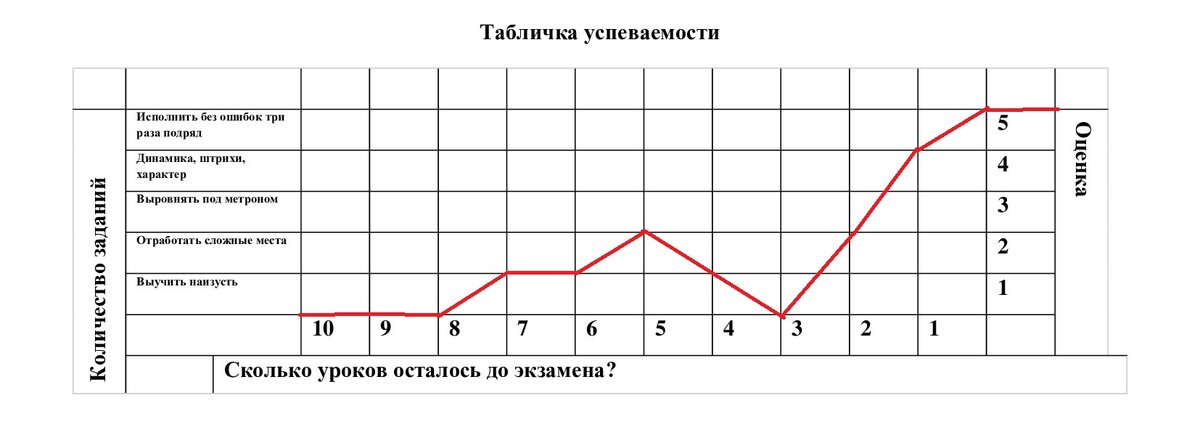 Табличка успеваемости
Количество заданий
Исполнить без ошибок три
раза подряд
5
Оценка
Динамика, штрихи,
характер
4
Выровнять под метроном
3
Отработать сложные места
2
Выучить наизусть
1
10 9 8 7 6 5 4 3 2 1
Сколько уроков осталось до экзамена?